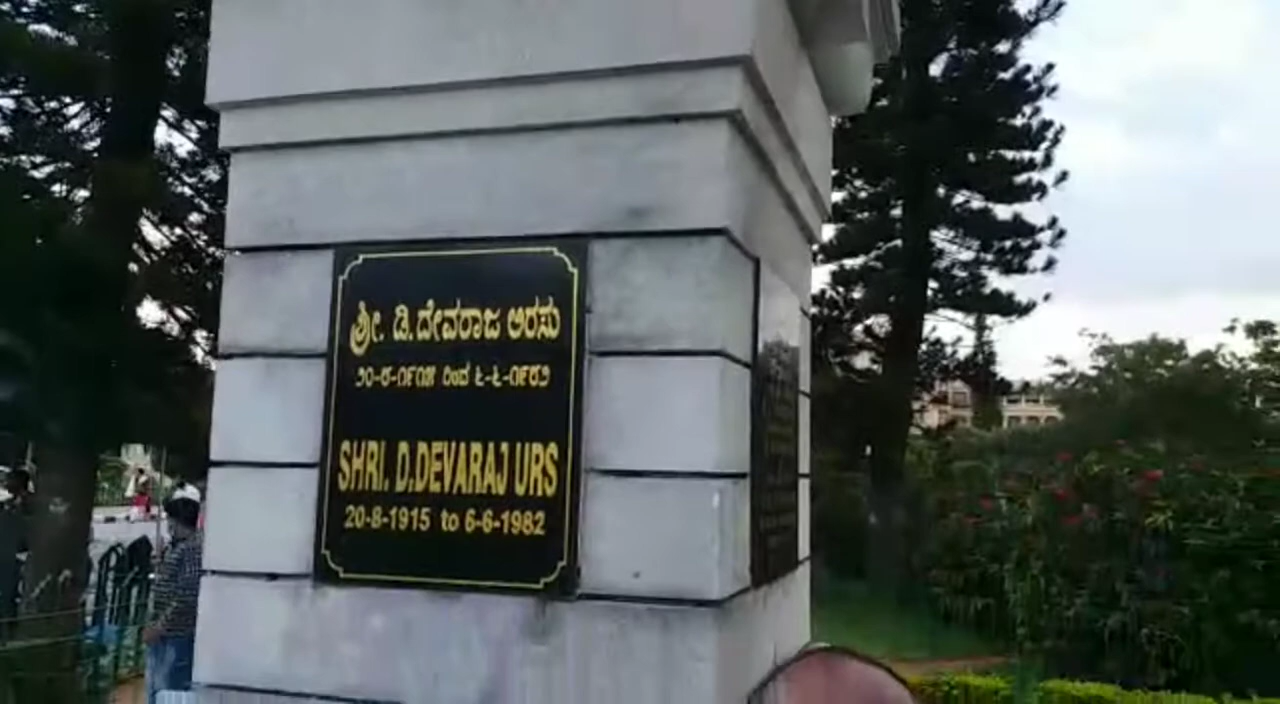 ಶ್ರೀ. ಡಿ.ದೇವರಾಜ ಅರಸು
೨೦-೮-೧೯೧೫ ರಿಂದ ೬-೬-೧೯೮೨
SHRI. D.DEVARAJ URS
20-8-1915 to 6-6-1982